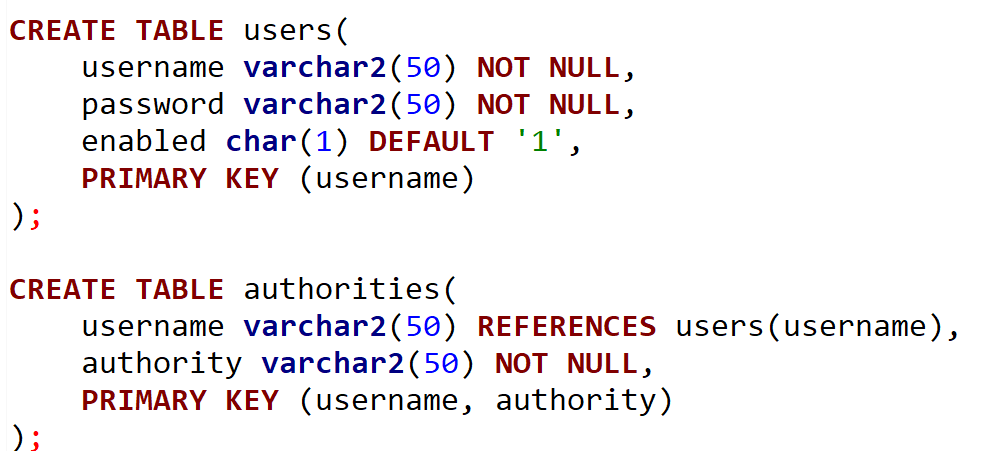 CREATE TABLE users(
    username varchar2(50) NOT NULL,
    password varchar2(50) NOT NULL,
    enabled char(1) DEFAULT '1',
    PRIMARY KEY (username)
);

CREATE TABLE authorities(
    username varchar2(50) REFERENCES users(username),
    authority varchar2(50) NOT NULL,
    PRIMARY KEY (username, authority)
);